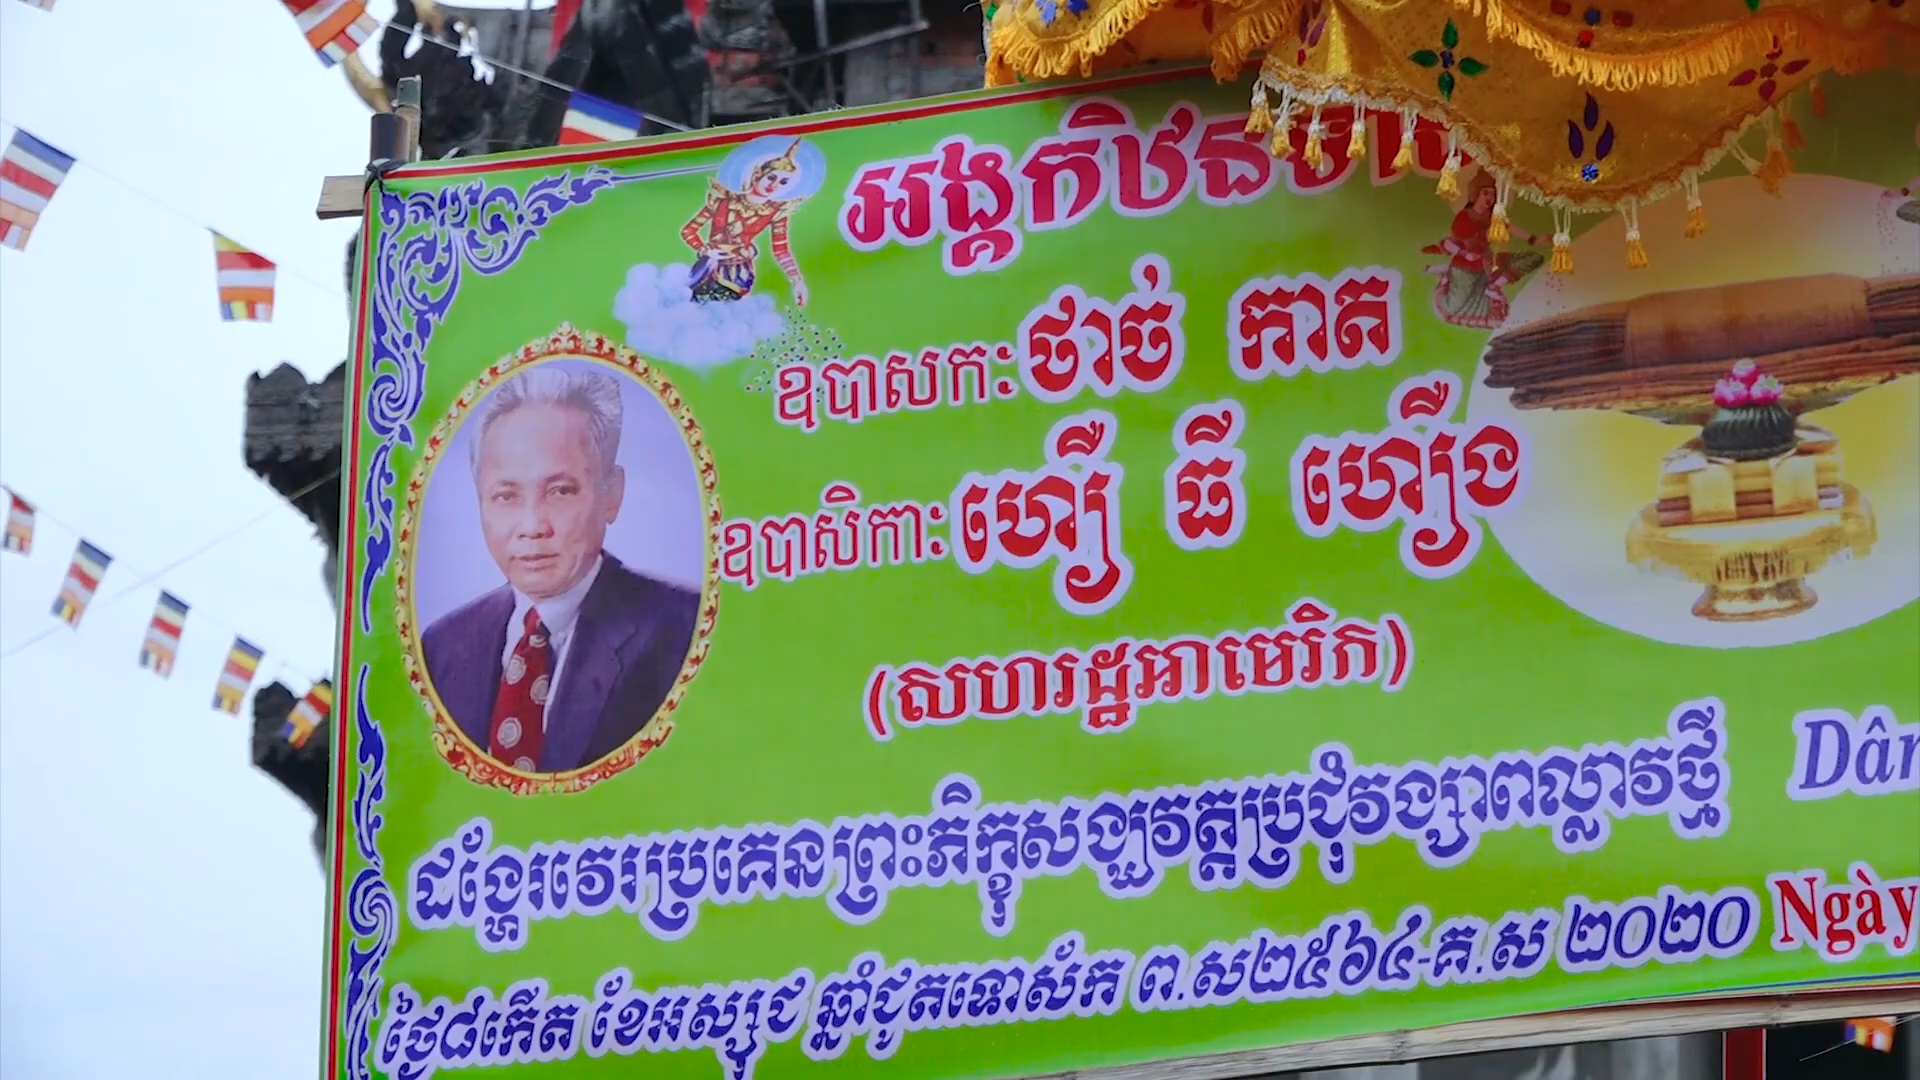 អង្គកឋិនទាន
ឧបាសក: ថាច់ កាត
ឧបាសិកា: ហ្យឿ ធី ហ្យឿង
(សហរដ្ឋអាមេរិក)
ដង្ហែវេរប្រគេនព្រះភិក្ខុសង្ឃវត្តប្រជុំវង្សាពល្លាវថ្មី
ថ្ងៃ៨កើត ខែអស្សុជ ឆ្នាំជូតទោស័ក ព.ស២៥៦៤-គ.ស ២០២០ Ngày